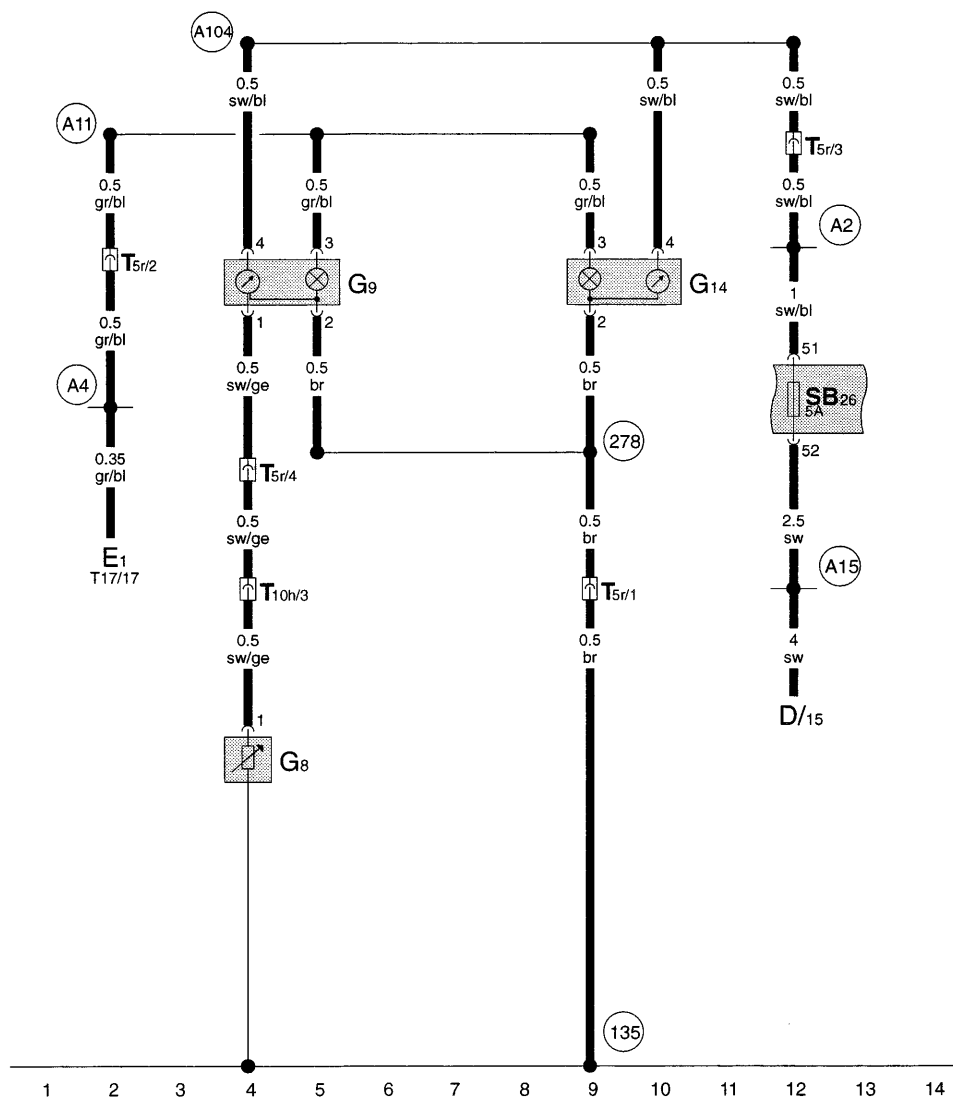 A104
0.5
sw/bl
0.5
sw/bl
0.5
sw/bl
A11
T5r/3
0.5
gr/bl
0.5
gr/bl
0.5
gr/bl
0.5
sw/bl
A2
4
3
3
4
T5r/2
G9
G14
1
sw/bl
1
2
2
0.5
gr/bl
51
0.5
sw/ge
0.5
br
0.5
br
A4
SB26
5A
278
52
0.35
gr/bl
T5r/4
0.5
sw/ge
0.5
br
2.5
sw
E1
T17/17
A15
T10h/3
T5r/1
0.5
sw/ge
0.5
br
4
sw
1
D/15
G8
135
1 2 3 4 5 6 7 8 9 10 11 12 13 14